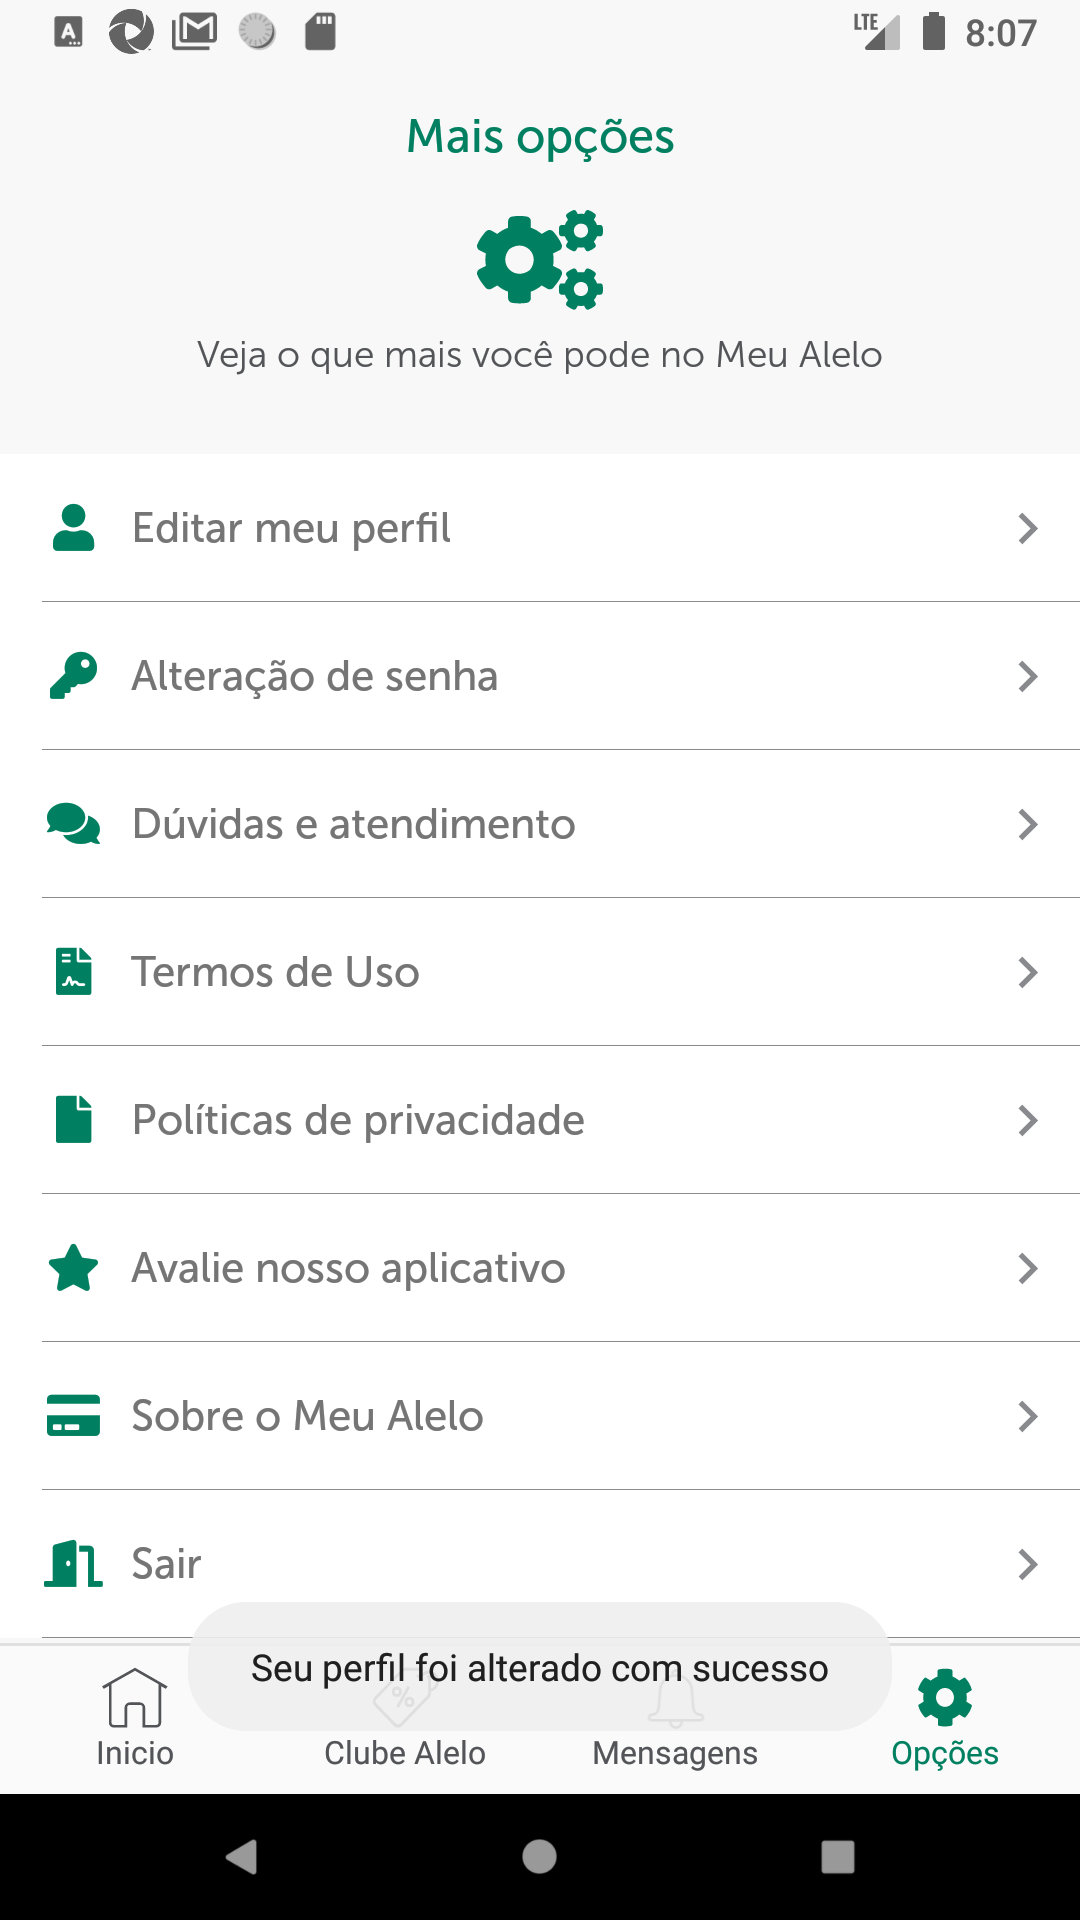 LTE 8:07
Mais opções
Veja o que mais você pode no Meu Alelo
Editar meu perfil
Alteração de senha
Dúvidas e atendimento
Termos de Uso
Políticas de privacidade
Avalie nosso aplicativo
Sobre o Meu Alelo
Sair
Seu perfil foi alterado com sucesso
Inicio
Clube Alelo
Mensagens
Opções